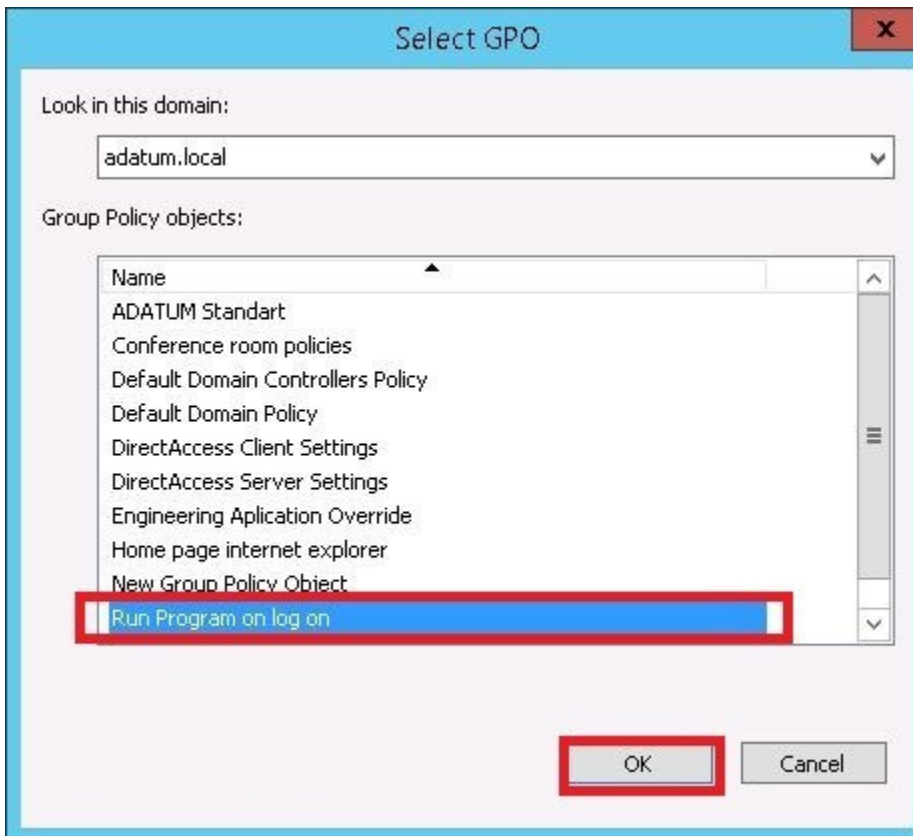 Select GPO
x
Look in this domain:
adatum.local
Group Policy objects:
Name
ADATUM Standart
Conference room policies
Default Domain Controllers Policy
Default Domain Policy
DirectAccess Client Settings
DirectAccess Server Settings
Engineering Aplication Override
Home page internet explorer
New Group Policy Object
Run Program on log on
OK Cancel